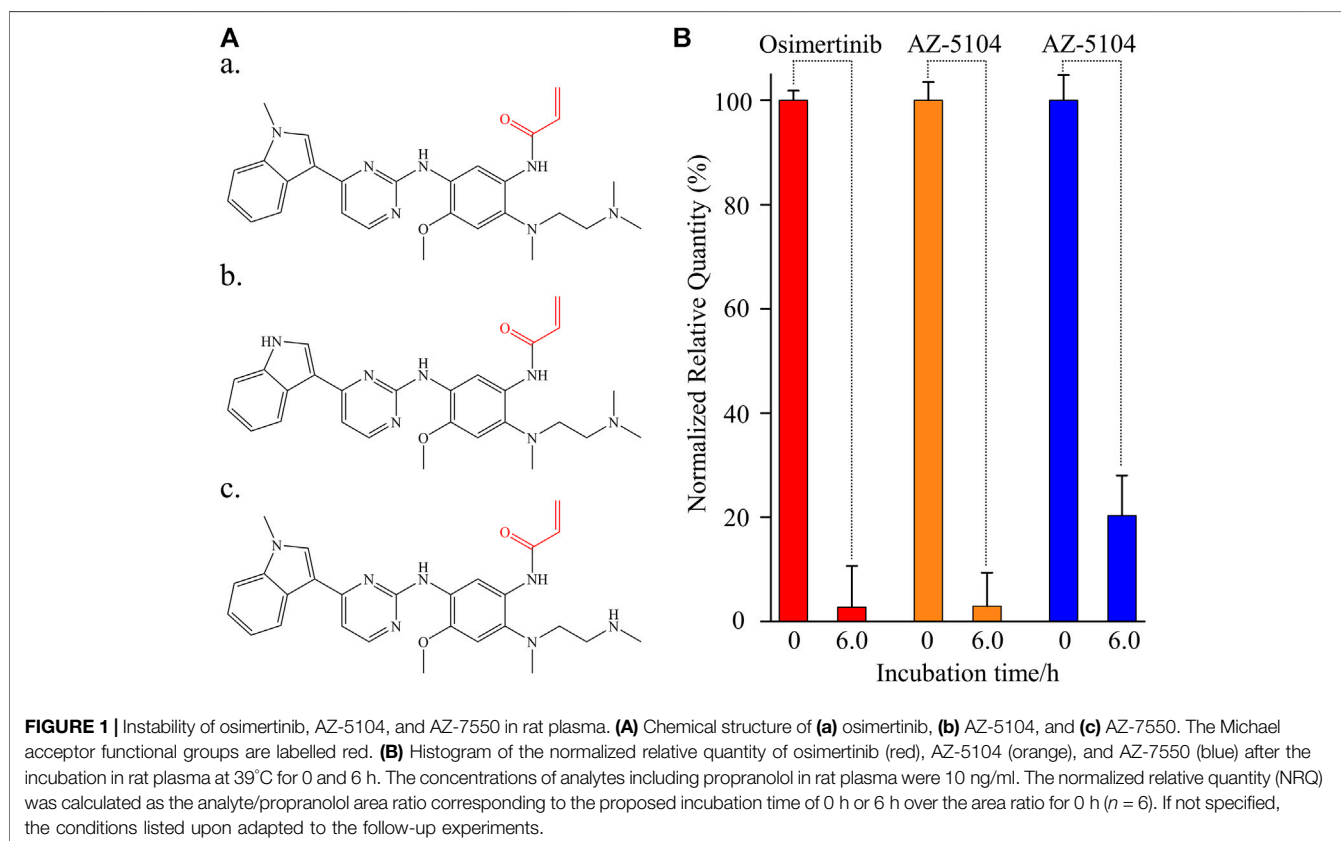 A
a.
N
N
H
N
N
O
NH
O
N
N
b.
HN
N
H
N
N
O
NH
O
N
N
c.
N
N
H
N
N
O
NH
O
N
H
N
B
Osimertinib AZ-5104 AZ-5104
Normalized Relative Quantity (%)
100
80
60
40
20
0
0 6.0 0 6.0 0 6.0
Incubation time/h
FIGURE 1 | Instability of osimertinib, AZ-5104, and AZ-7550 in rat plasma. (A) Chemical structure of (a) osimertinib, (b) AZ-5104, and (c) AZ-7550. The Michael
acceptor functional groups are labelled red. (B) Histogram of the normalized relative quantity of osimertinib (red), AZ-5104 (orange), and AZ-7550 (blue) after the
incubation in rat plasma at 39°C for 0 and 6 h. The concentrations of analytes including propranolol in rat plasma were 10 ng/ml. The normalized relative quantity (NRQ)
was calculated as the analyte/propranolol area ratio corresponding to the proposed incubation time of 0 h or 6 h over the area ratio for 0 h (n = 6). If not specified,
the conditions listed upon adapted to the follow-up experiments.